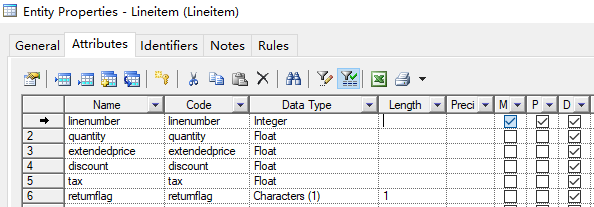 Entity Properties - Lineitem (Lineitem)
General Attributes Identifiers Notes Rules
Name Code Data Type Length Preci M P D
linenumber linenumber Integer
2 quantity quantity Float
3 extendedprice extendedprice Float
4 discount discount Float
5 tax tax Float
6 returnflag returnflag Characters (1) 1